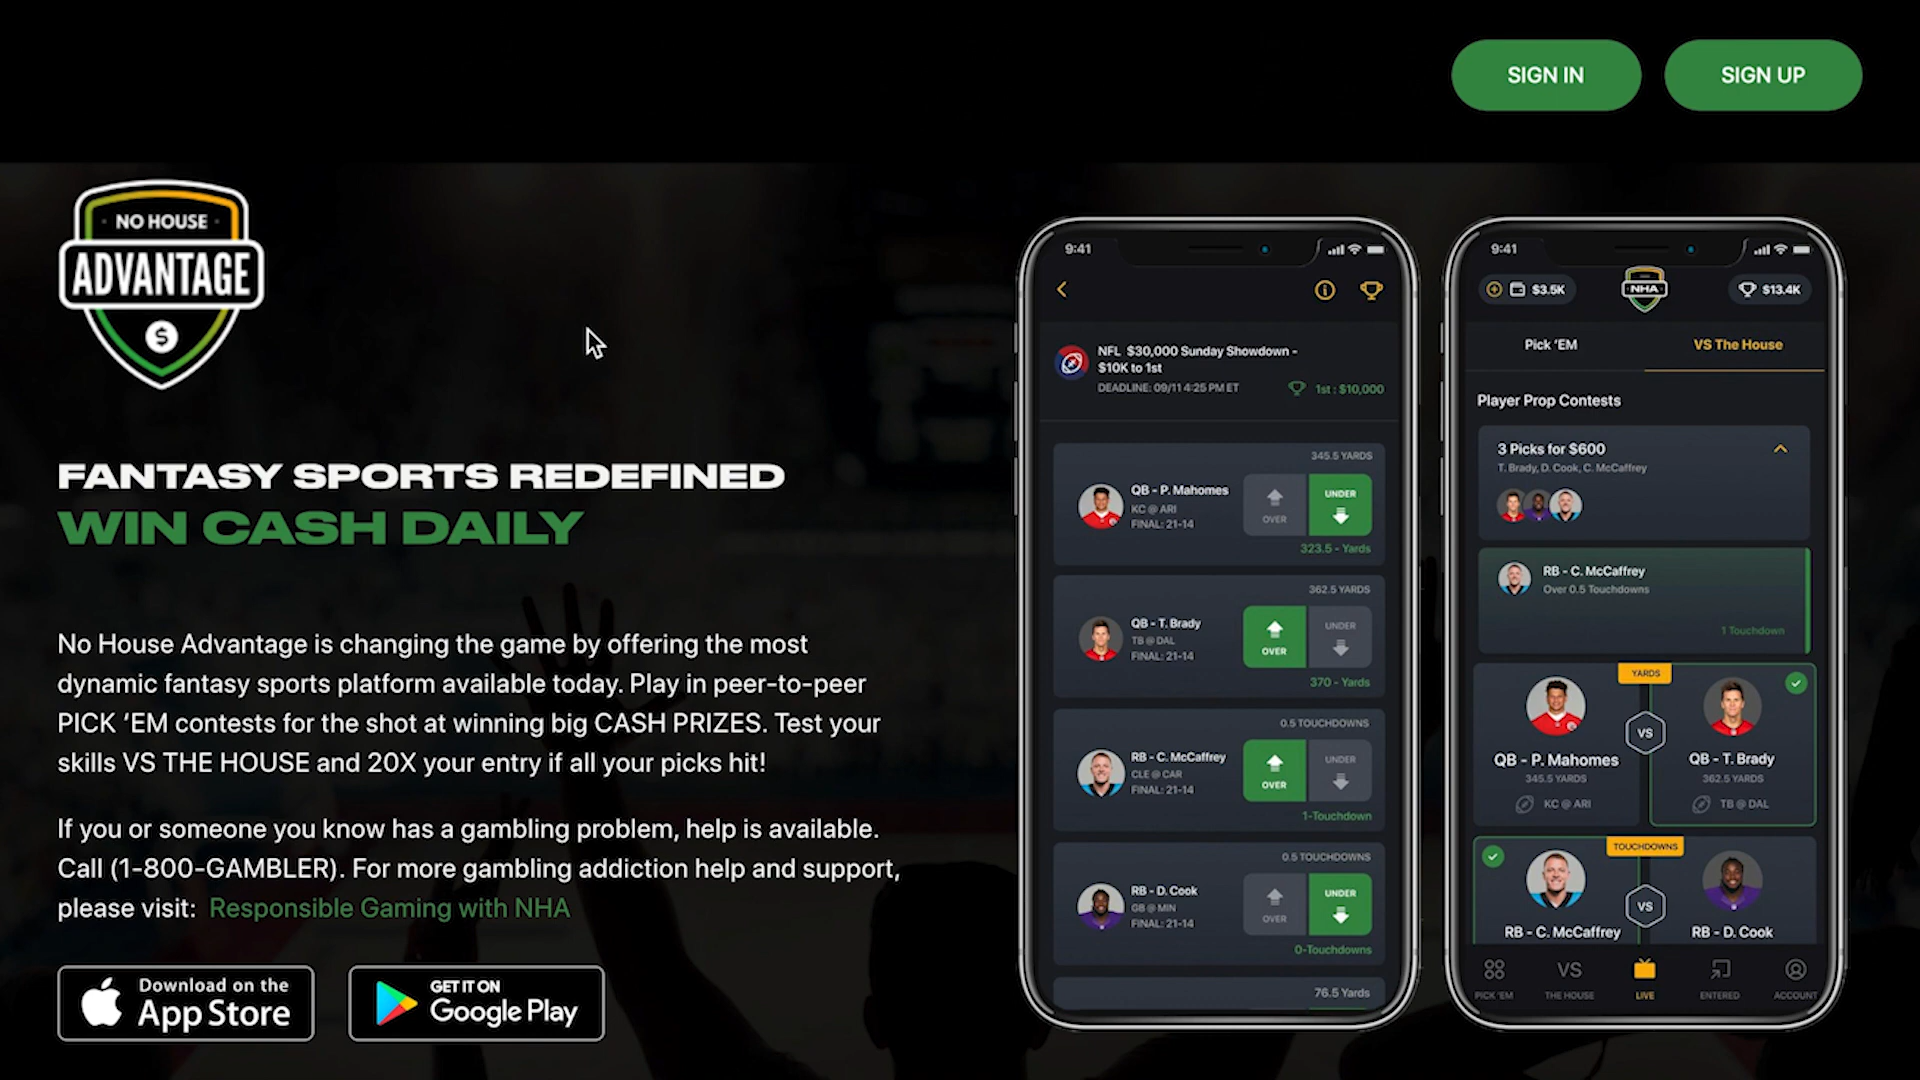 SIGN IN
SIGN UP
NO HOUSE
ADVANTAGE
$
FANTASY SPORTS REDEFINED
WIN CASH DAILY
No House Advantage is changing the game by offering the most
dynamic fantasy sports platform available today. Play in peer-to-peer
PICK ‘EM contests for the shot at winning big CASH PRIZES. Test your
skills VS THE HOUSE and 20X your entry if all your picks hit!
If you or someone you know has a gambling problem, help is available.
Call (1-800-GAMBLER). For more gambling addiction help and support,
please visit: Responsible Gaming with NHA
Download on the
App Store
GET IT ON
Google Play
9:41
NFL $30,000 Sunday Showdown -
$10K to 1st
DEADLINE: 09/11 4:25 PM ET
1st : $10,000
345.5 YARDS
QB - P. Mahomes
KC @ ARI
FINAL: 21-14
OVER
UNDER
323.5 - Yards
362.5 YARDS
QB - T. Brady
TB @ DAL
FINAL: 21-14
OVER
UNDER
370 - Yards
0.5 TOUCHDOWNS
RB - C. McCaffrey
CLE @ CAR
FINAL: 21-14
OVER
UNDER
1-Touchdown
0.5 TOUCHDOWNS
RB - D. Cook
GB @ MIN
FINAL: 21-14
OVER
UNDER
0-Touchdowns
76.5 Yards
9:41
$3.5K
NHA
$13.4K
Pick ‘EM
VS The House
Player Prop Contests
3 Picks for $600
T. Brady, D. Cook, C. McCaffrey
RB - C. McCaffrey
Over 0.5 Touchdowns
1 Touchdown
YARDS
QB - P. Mahomes
345.5 YARDS
KC @ ARI
VS
QB - T. Brady
362.5 YARDS
TB @ DAL
TOUCHDOWNS
RB - C. McCaffrey
VS
RB - D. Cook
PICK ‘EM
VS
THE HOUSE
LIVE
ENTERED
ACCOUNT